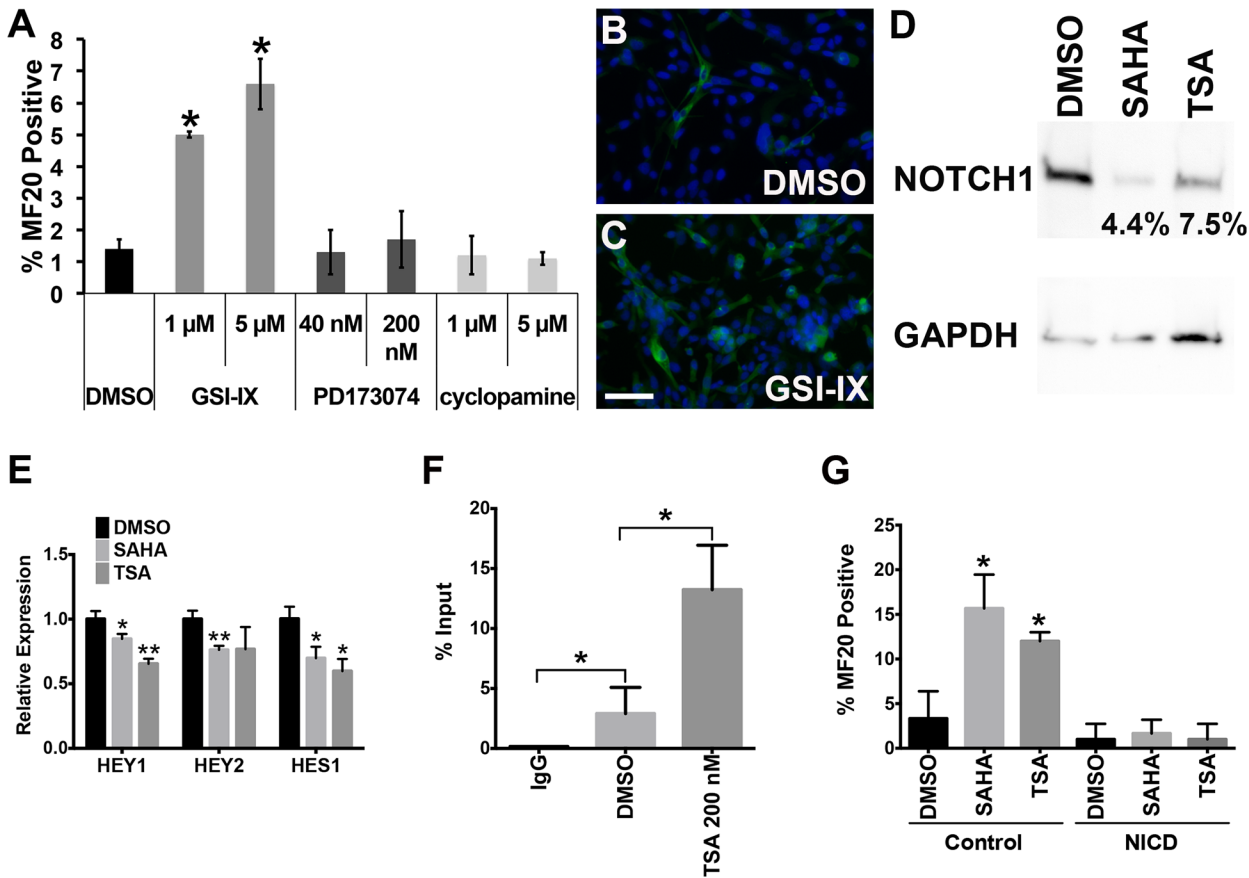 A
% MF20 Positive
8
7
6
5
4
3
2
1
0
*
*
1 µM
5 µM
40 nM
200 nM
1 µM
5 µM
DMSO
GSI-IX
PD173074
cyclopamine
B
DMSO
C
GSI-IX
D
DMSO
SAHA
TSA
NOTCH1
4.4%
7.5%
GAPDH
E
DMSO
SAHA
TSA
Relative Expression
1.5
1.0
0.5
0.0
*
**
**
*
*
HEY1
HEY2
HES1
F
% Input
20
15
10
5
0
*
*
IgG
DMSO
TSA 200 nM
G
% MF20 Positive
25
20
15
10
5
0
*
*
DMSO
SAHA
TSA
DMSO
SAHA
TSA
Control
NICD